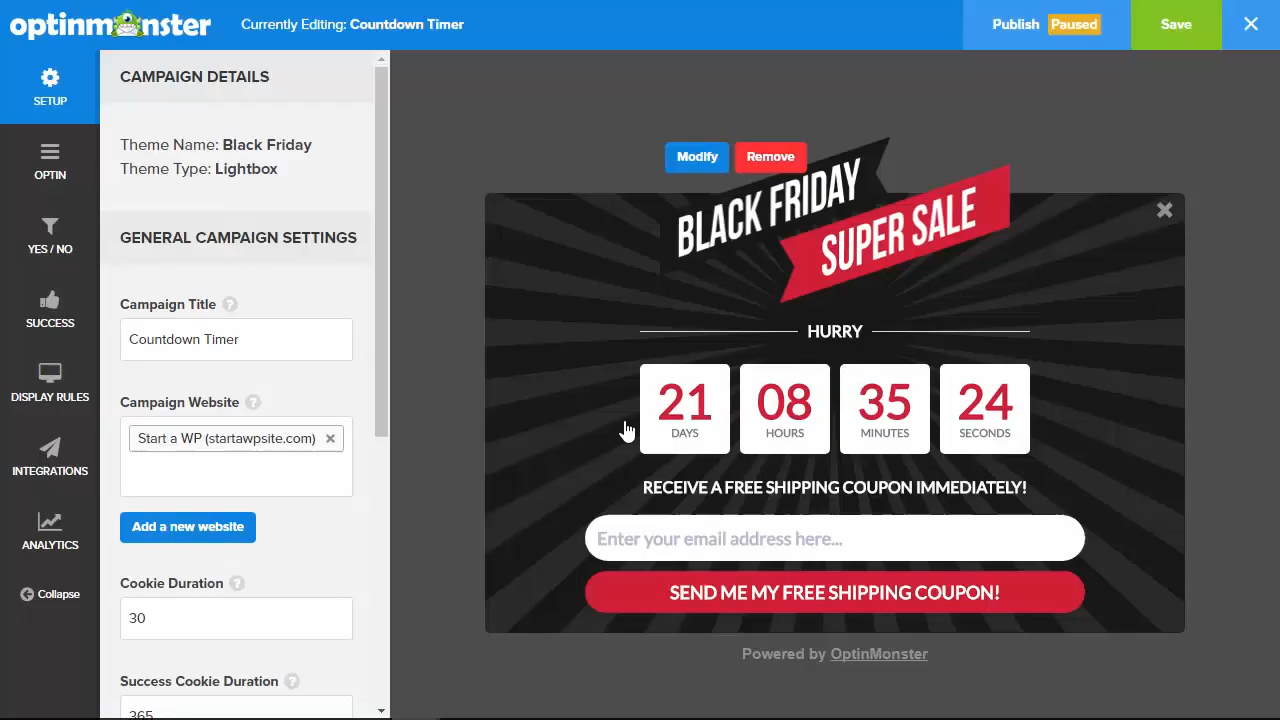 optinmonster
Currently Editing: Countdown Timer
Publish Paused
Save
SETUP
OPTIN
YES / NO
SUCCESS
DISPLAY RULES
INTEGRATIONS
ANALYTICS
Collapse
CAMPAIGN DETAILS
Theme Name: Black Friday
Theme Type: Lightbox
GENERAL CAMPAIGN SETTINGS
Campaign Title ?
Countdown Timer
Campaign Website ?
Start a WP (startawpsite.com) ×
Add a new website
Cookie Duration ?
30
Success Cookie Duration ?
365
Modify Remove
BLACK FRIDAY
SUPER SALE
HURRY
21 08 35 24
DAYS HOURS MINUTES SECONDS
RECEIVE A FREE SHIPPING COUPON IMMEDIATELY!
Enter your email address here...
SEND ME MY FREE SHIPPING COUPON!
Powered by OptinMonster